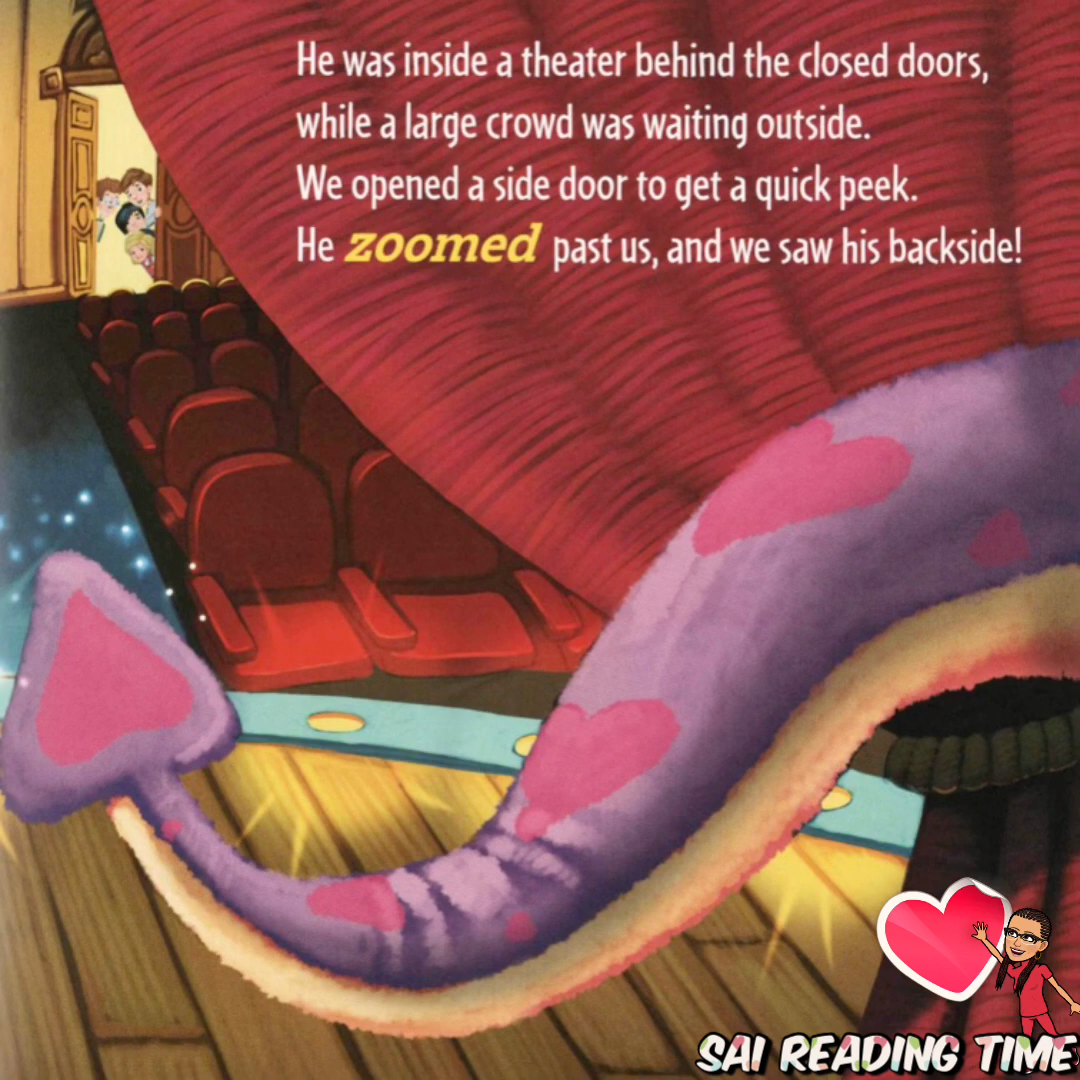 He was inside a theater behind the closed doors,
while a large crowd was waiting outside.
We opened a side door to get a quick peek.
He zoomed past us, and we saw his backside!
SAI READING TIME